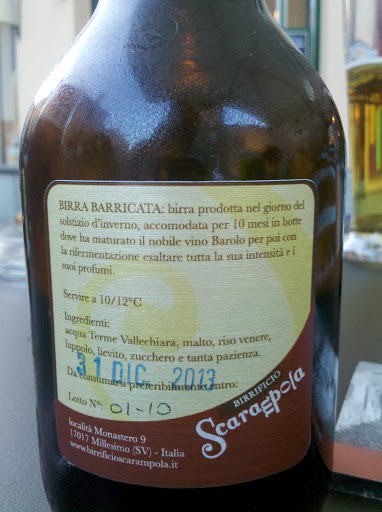 BIRRA BARRICATA: birra prodotta nel giorno del
solstizio d'inverno, accomodata per 10 mesi in botte
dove ha maturato il nobile vino Barolo per poi con
la rifermentazione esaltare tutta la sua intensità e i
suoi profumi.
Servire a 10/12°C
Ingredienti:
acqua Terme Vallechiara, malto, riso venere,
luppolo, lievito, zucchero e tanta pazienza.
31 DIC. 2013
Da consumarsi preferibilmente entro:
Lotto N°: 01-10
BIRRIFICIO
Scarampola
località Monastero 9
17017 Millesimo (SV) - Italia
www.birrificioscarampola.it